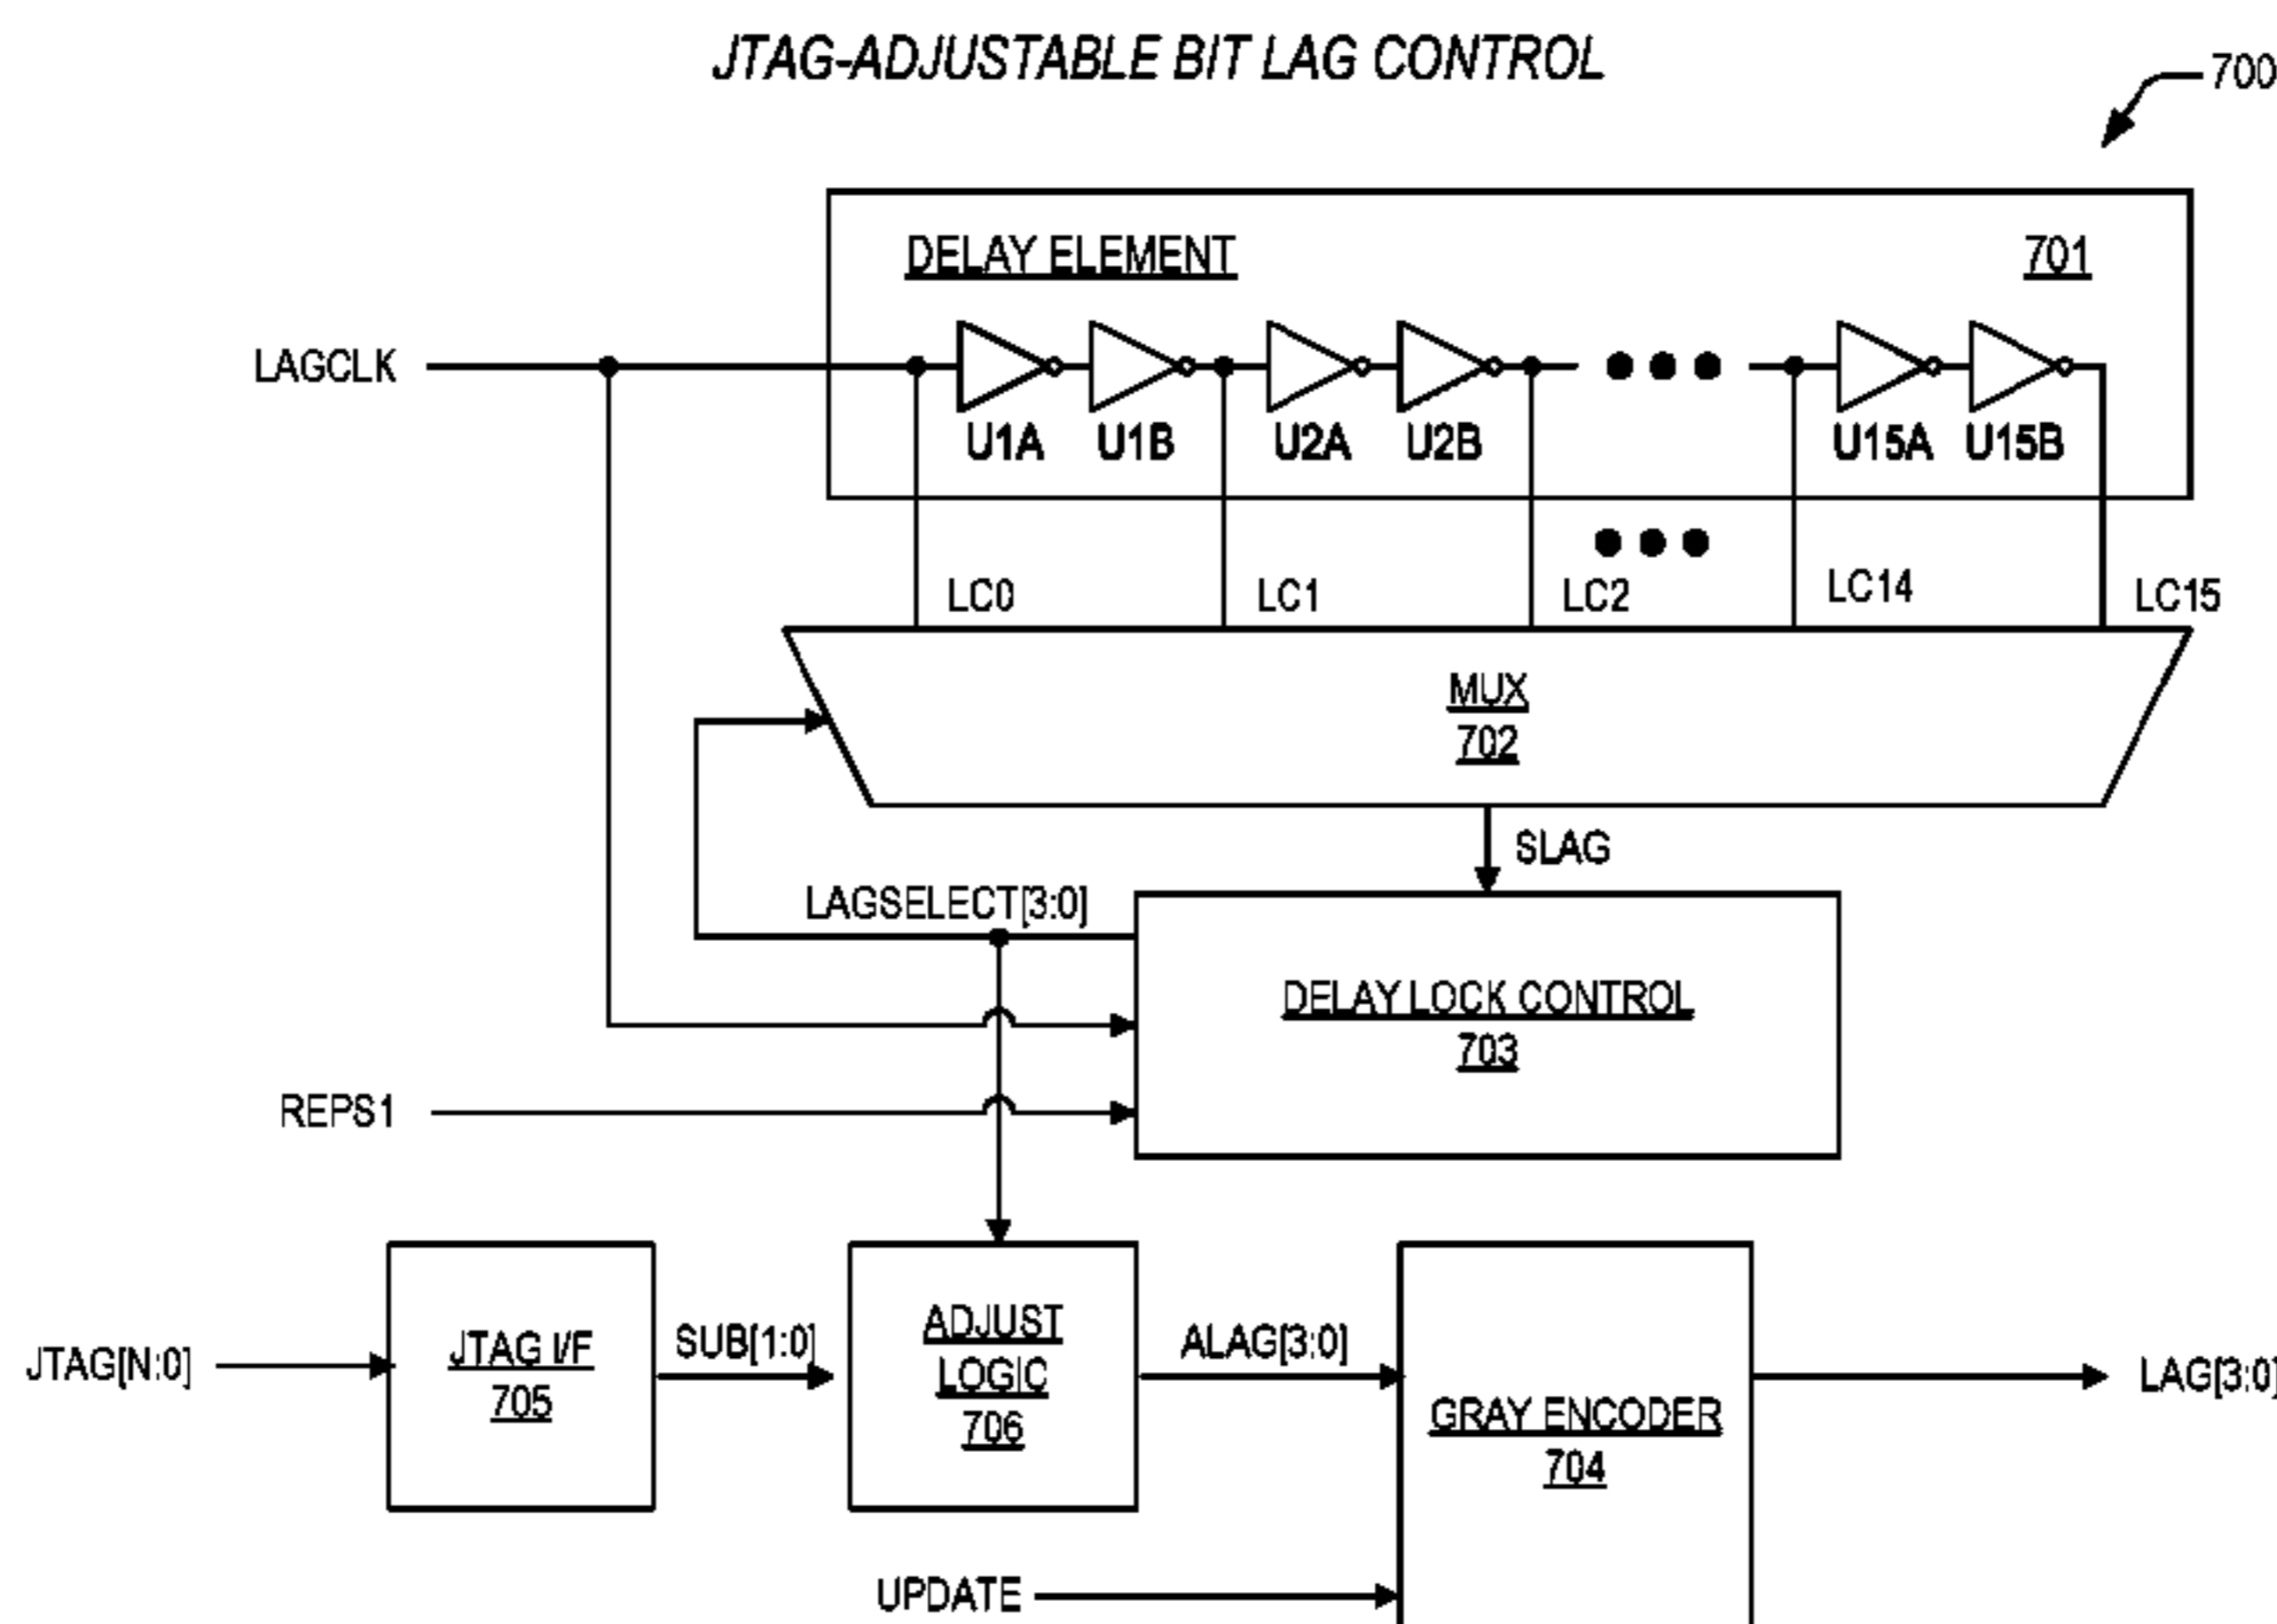 JTAG-ADJUSTABLE BIT LAG CONTROL
700
DELAY ELEMENT
701
LAGCLK
U1A
U1B
U2A
U2B
U15A
U15B
LC0
LC1
LC2
LC14
LC15
MUX
702
SLAG
LAGSELECT[3:0]
DELAY LOCK CONTROL
703
REPS1
JTAG[N:0]
JTAG I/F
705
SUB[1:0]
ADJUST
LOGIC
706
ALAG[3:0]
GRAY ENCODER
704
LAG[3:0]
UPDATE